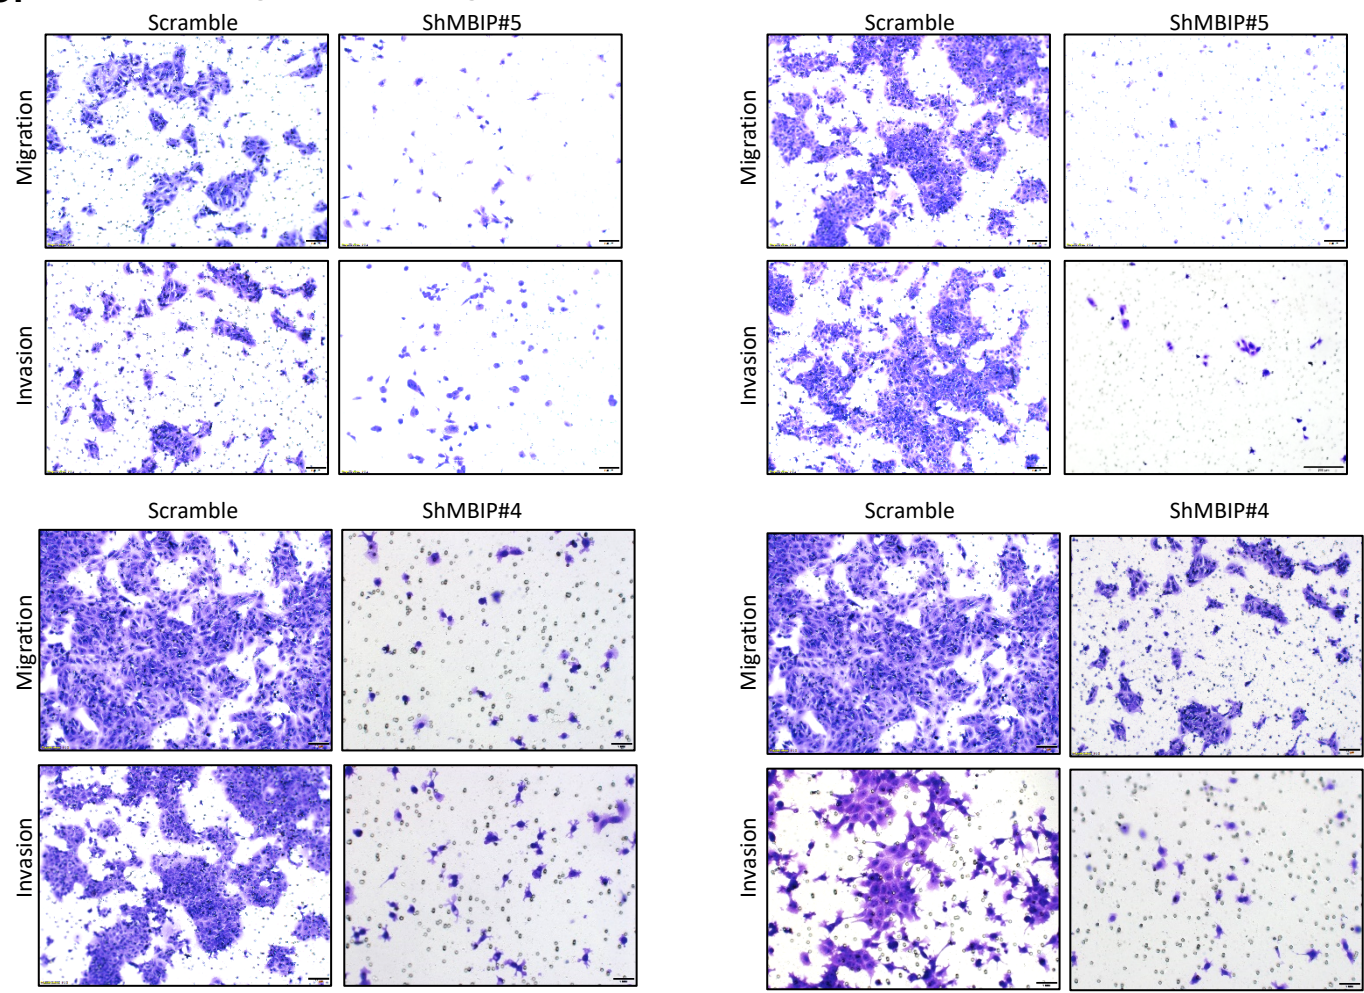 Scramble ShMBIP#5 Scramble ShMBIP#5
Migration Migration
Invasion Invasion
Scramble ShMBIP#4 Scramble ShMBIP#4
Migration Migration
Invasion Invasion